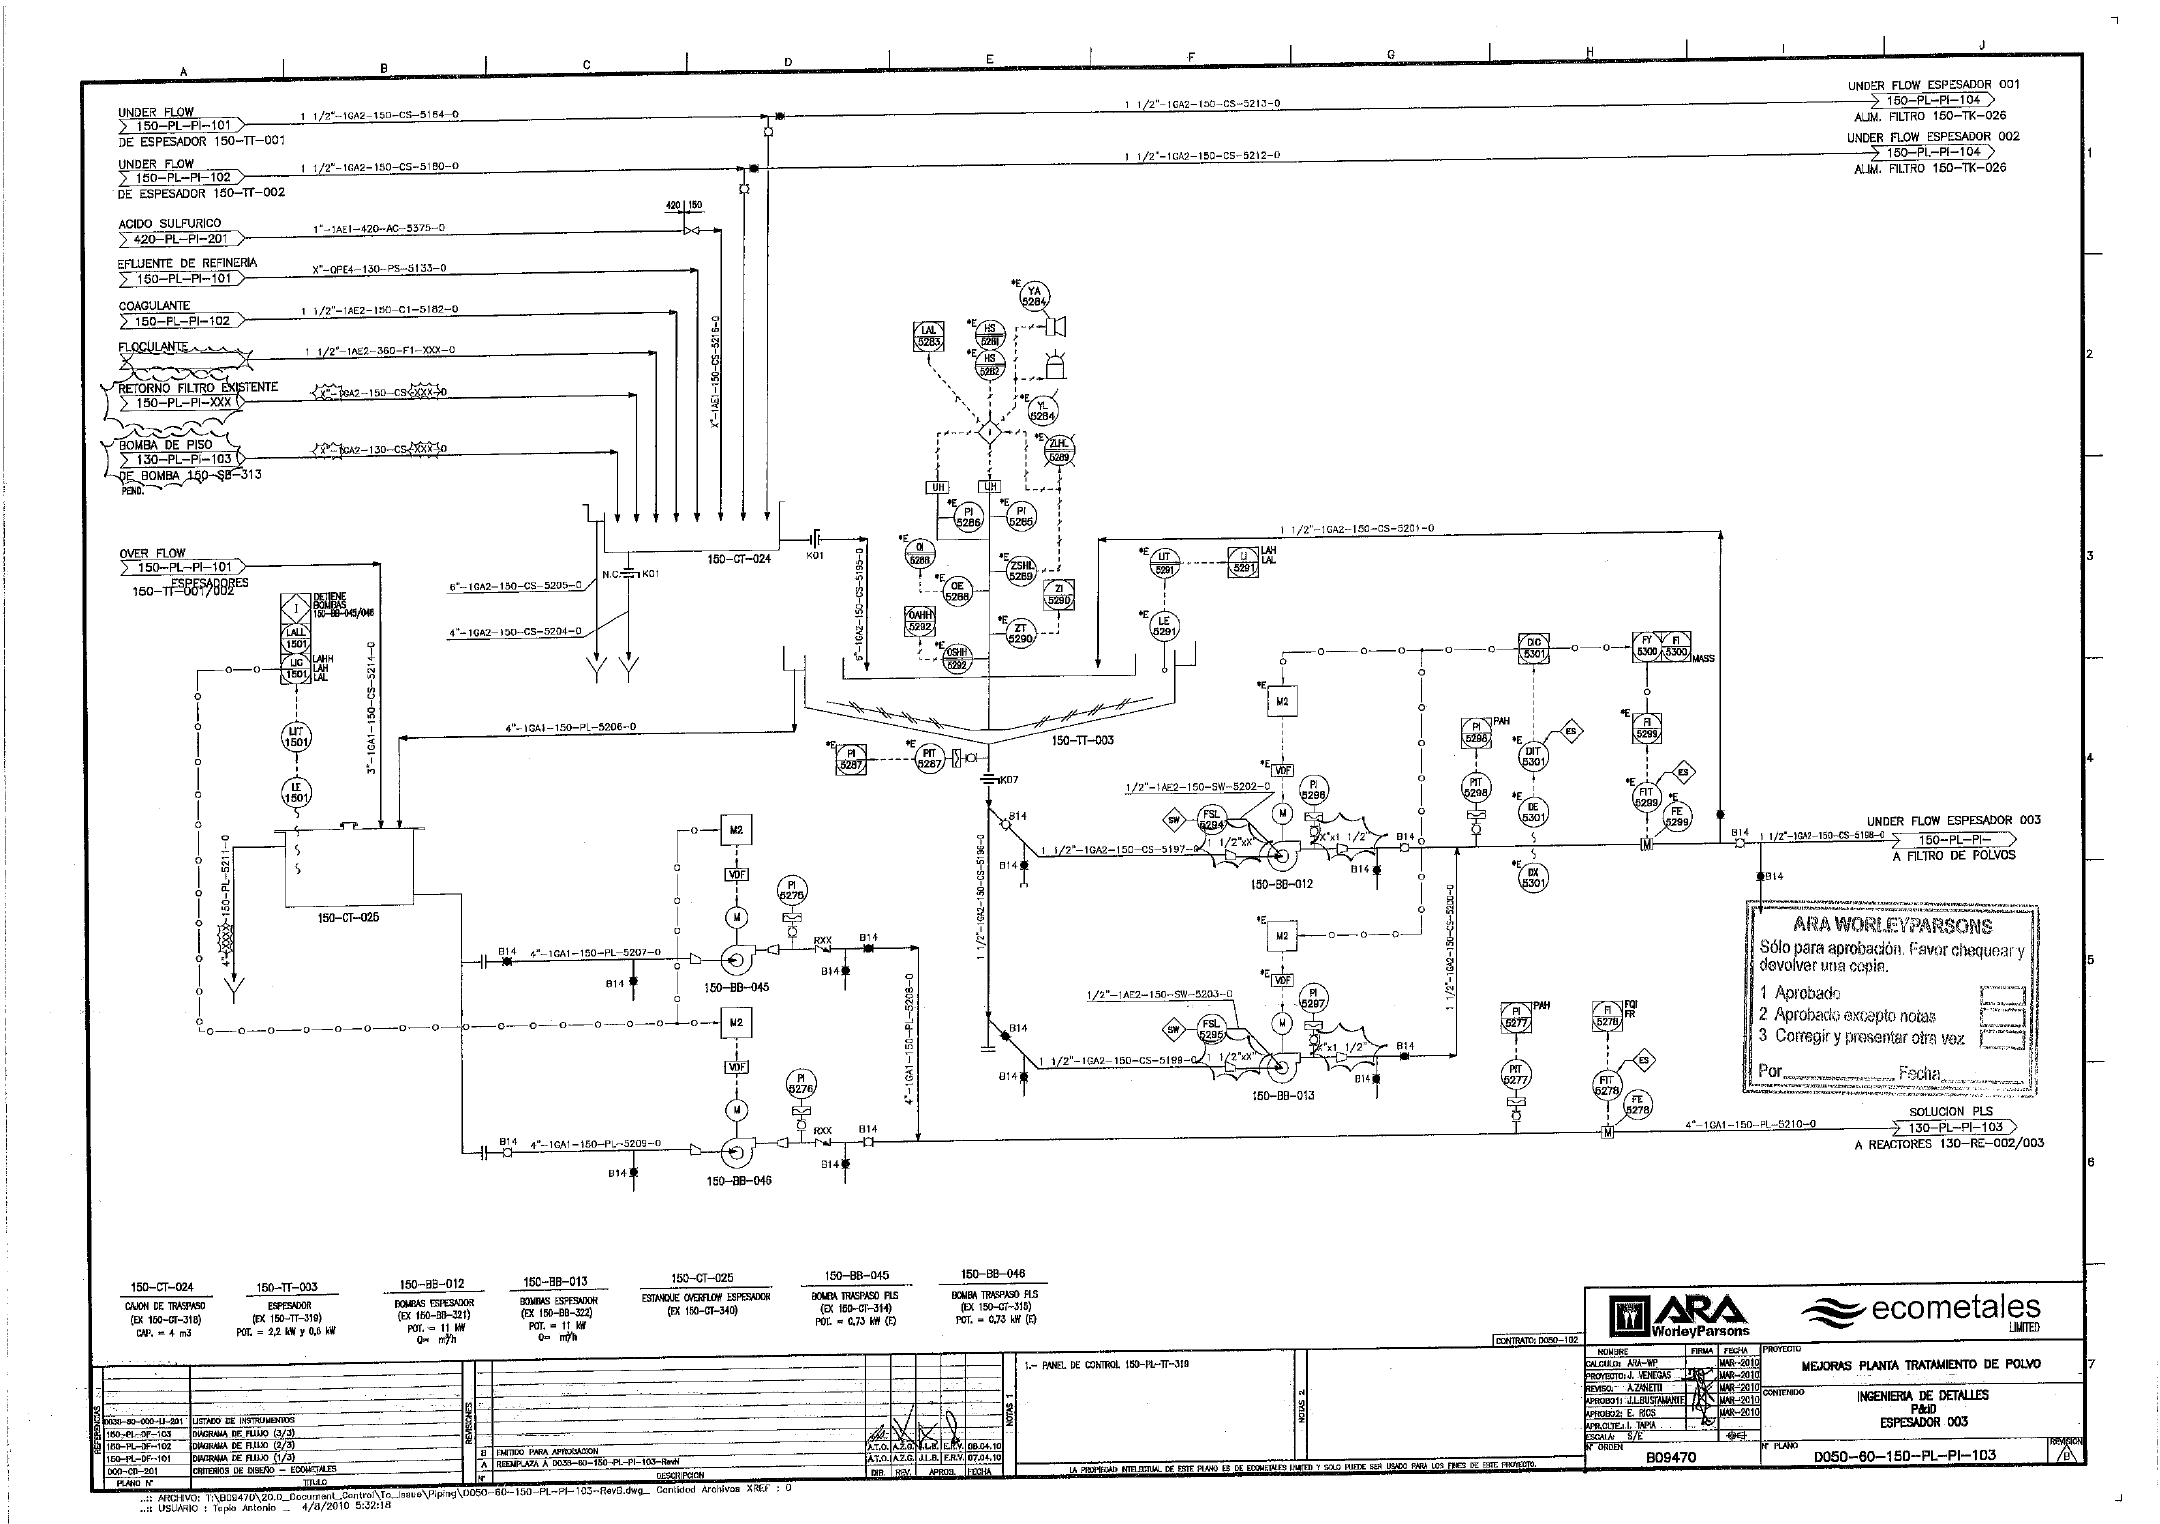 A B C D E F G H I J
UNDER FLOW
150-PL-PI-101
DE ESPESADOR 150-TT-001
1 1/2"-1GA2-150-CS-5184-0
1 1/2"-1GA2-150-CS-5213-0
UNDER FLOW ESPESADOR 001
150-PL-PI-104
ALIM. FILTRO 150-TK-026
UNDER FLOW
150-PL-PI-102
DE ESPESADOR 150-TT-002
1 1/2"-1GA2-150-CS-5180-0
1 1/2"-1GA2-150-CS-5212-0
UNDER FLOW ESPESADOR 002
150-PL-PI-104
ALIM. FILTRO 150-TK-026
1
ACIDO SULFURICO
420-PL-PI-201
1"-1AE1-420-AC-5375-0
420 150
EFLUENTE DE REFINERIA
150-PL-PI-101
X"-QPE4-130-PS-5133-0
COAGULANTE
150-PL-PI-102
1 1/2"-1AE2-150-C1-5182-0
FLOCULANTE
1 1/2"-1AE2-360-F1-XXX-0
RETORNO FILTRO EXISTENTE
150-PL-PI-XXX
X"-1GA2-150-CS-XXX-0
BOMBA DE PISO
130-PL-PI-103
DE BOMBA 150-SB-313
PEND.
X"-1GA2-130-CS-XXX-0
X"-1AE1-150-CS-5216-0
2
*E YA 5284
LAL 5283
*E HS 5281
*E HS 5282
*E YL 5284
I
*E ZLHL 5289
UH
UH
*E PI 5286
*E PI 5285
*E OI 5288
*E OE 5288
*E ZSHL 5289
*E ZI 5290
*E OAHH 5292
*E ZT 5290
*E OSHH 5292
*E LIT 5291
LI 5291
LAH
LAL
*E LE 5291
1 1/2"-1GA2-150-CS-5201-0
3
150-CT-024
K01
N.C. K01
6"-1GA2-150-CS-5205-0
4"-1GA2-150-CS-5204-0
6"-1GA2-150-CS-5195-0
OVER FLOW
150-PL-PI-101
ESPESADORES
150-TT-001/002
I
DETIENE
BOMBAS
150-BB-045/046
LALL 1501
LIC 1501
LAHH
LAH
LAL
LIT 1501
LE 1501
3"-1GA1-150-CS-5214-0
4"-1GA1-150-PL-5206-0
150-TT-003
*E PI 5287
*E PIT 5287
K07
B14
*E DIC 5301
FY 5300
FI 5300
MASS
*E M2
PI 5298
PAH
*E DIT 5301
ES
*E FI 5299
4
1/2"-1AE2-150-SW-5202-0
*E VDF
PI 5296
PIT 5298
*E DE 5301
*E FIT 5299
ES
*E FE 5299
SW
FSL 5294
M
1 1/2"-1GA2-150-CS-5197-0
1 1/2"xX"
X"x1 1/2"
B14
B14
150-BB-012
*E DX 5301
M
B14
1 1/2"-1GA2-150-CS-5198-0
UNDER FLOW ESPESADOR 003
150-PL-PI-
A FILTRO DE POLVOS
B14
B14
4"-XXXX-150-PL-5211-0
150-CT-025
M2
VDF
M
PI 5275
B14
4"-1GA1-150-PL-5207-0
B14
150-BB-045
RXX
B14
B14
4"-1GA1-150-PL-5208-0
1 1/2"-1GA2-150-CS-5196-0
*E M2
*E VDF
M
1 1/2"-1GA2-150-CS-5200-0
ARA WORLEYPARSONS
Sólo para aprobación. Favor chequear y
devolver una copia.
1 Aprobado
2 Aprobado excepto notas
3 Corregir y presentar otra vez
Por Fecha
5
1/2"-1AE2-150-SW-5203-0
PI 5297
SW
FSL 5295
B14
1 1/2"-1GA2-150-CS-5199-0
1 1/2"xX"
X"x1 1/2"
B14
B14
B14
150-BB-013
PI 5277
PAH
PIT 5277
FI 5278
FQI
FR
ES
FIT 5278
FE 5278
M
M2
VDF
M
PI 5276
B14
4"-1GA1-150-PL-5209-0
B14
150-BB-046
RXX
B14
B14
4"-1GA1-150-PL-5210-0
SOLUCION PLS
130-PL-PI-103
A REACTORES 130-RE-002/003
6
150-CT-024
CAJON DE TRASPASO
(EX 150-CT-318)
CAP. = 4 m3
150-TT-003
ESPESADOR
(EX 150-TT-319)
POT. = 2,2 kW y 0,6 kW
150-BB-012
BOMBAS ESPESADOR
(EX 150-BB-321)
POT. = 11 kW
Q= m³/h
150-BB-013
BOMBAS ESPESADOR
(EX 150-BB-322)
POT. = 11 kW
Q= m³/h
150-CT-025
ESTANQUE OVERFLOW ESPESADOR
(EX 150-CT-340)
150-BB-045
BOMBA TRASPASO PLS
(EX 150-CT-314)
POT. = 0,73 kW (E)
150-BB-046
BOMBA TRASPASO PLS
(EX 150-CT-315)
POT. = 0,73 kW (E)
CONTRATO: D050-102
ARA
WorleyParsons
ecometales
LIMITED
7
REFERENCIAS
D038-60-000-LI-201 LISTADO DE INSTRUMENTOS
150-PL-DF-103 DIAGRAMA DE FLUJO (3/3)
150-PL-DF-102 DIAGRAMA DE FLUJO (2/3)
150-PL-DF-101 DIAGRAMA DE FLUJO (1/3)
000-CD-201 CRITERIOS DE DISEÑO - ECOMETALES
PLANO N° TITULO
REVISIONES
B EMITIDO PARA APROBACION A.T.O. A.Z.G. J.L.B. E.R.V. 08.04.10
A REEMPLAZA A D038-60-150-PL-PI-103-RevN A.T.O. A.Z.G. J.L.B. E.R.V. 07.04.10
N° DESCRIPCION DIB. REV. APROB. FECHA
NOTAS 1
1.- PANEL DE CONTROL 150-PL-TT-319
NOTAS 2
LA PROPIEDAD INTELECTUAL DE ESTE PLANO ES DE ECOMETALES LIMITED Y SOLO PUEDE SER USADO PARA LOS FINES DE ESTE PROYECTO.
NOMBRE FIRMA FECHA
CALCULO: ARA-WP MAR-2010
PROYECTO: J. VENEGAS MAR-2010
REVISO: A.ZANETTI MAR-2010
APROBO1: J.L.BUSTAMANTE MAR-2010
APROBO2: E. RIOS MAR-2010
APR.CLTE.: I. TAPIA
ESCALA: S/E
N° ORDEN
B09470
PROYECTO
MEJORAS PLANTA TRATAMIENTO DE POLVO
CONTENIDO
INGENIERIA DE DETALLES
P&ID
ESPESADOR 003
N° PLANO
D050-60-150-PL-PI-103
REVISION
B
..:: ARCHIVO: T:\B09470\20.0_Document_Control\To_Issue\Piping\D050-60-150-PL-PI-103-RevB.dwg_ Cantidad Archivos XREF : 0
..:: USUARIO : Tapia Antonio _ 4/8/2010 5:32:18